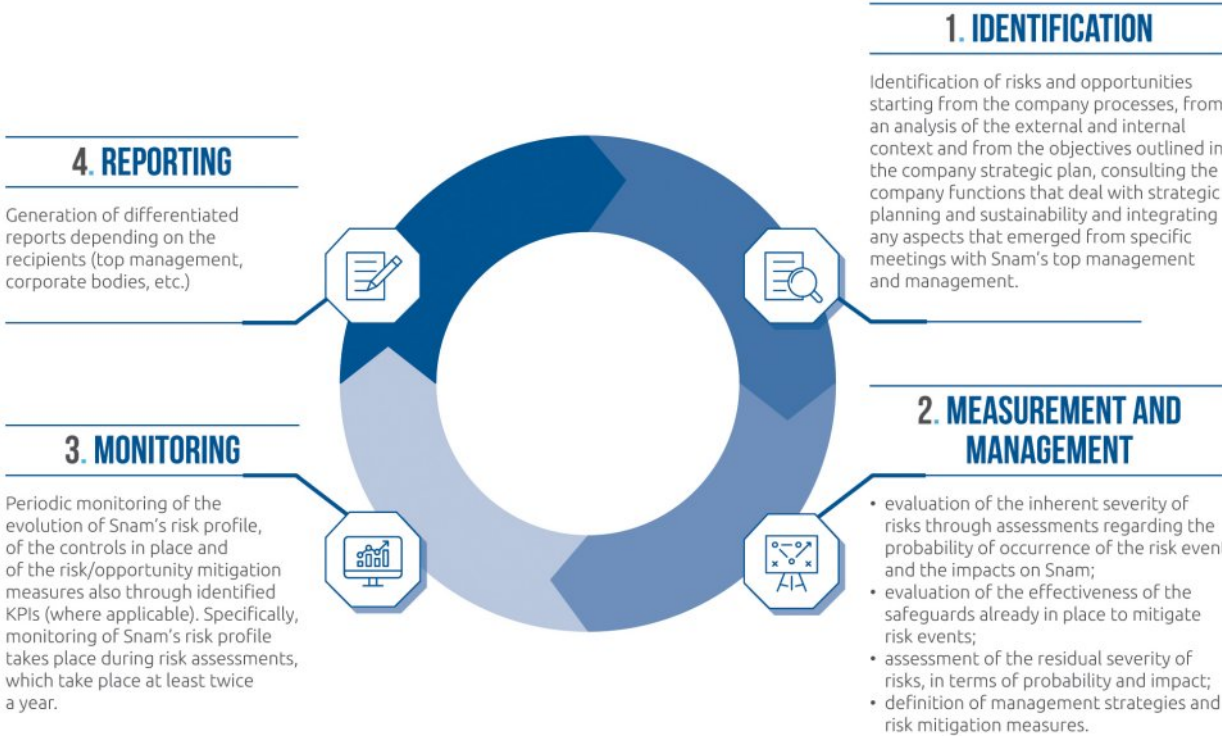 1. IDENTIFICATION
Identification of risks and opportunities
starting from the company processes, from
an analysis of the external and internal
context and from the objectives outlined in
the company strategic plan, consulting the
company functions that deal with strategic
planning and sustainability and integrating
any aspects that emerged from specific
meetings with Snam's top management
and management.
2. MEASUREMENT AND
MANAGEMENT
• evaluation of the inherent severity of
risks through assessments regarding the
probability of occurrence of the risk event
and the impacts on Snam;
• evaluation of the effectiveness of the
safeguards already in place to mitigate
risk events;
• assessment of the residual severity of
risks, in terms of probability and impact;
• definition of management strategies and
risk mitigation measures.
3. MONITORING
Periodic monitoring of the
evolution of Snam's risk profile,
of the controls in place and
of the risk/opportunity mitigation
measures also through identified
KPIs (where applicable). Specifically,
monitoring of Snam's risk profile
takes place during risk assessments,
which take place at least twice
a year.
4. REPORTING
Generation of differentiated
reports depending on the
recipients (top management,
corporate bodies, etc.)